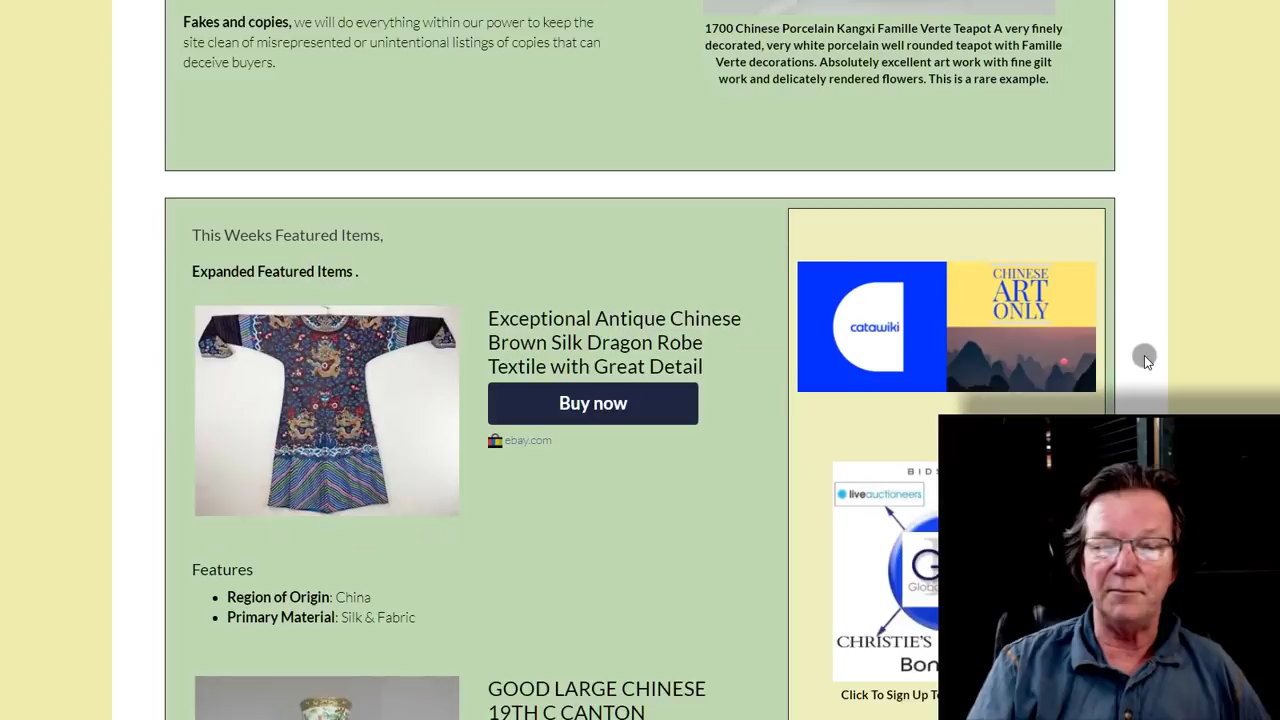 Fakes and copies, we will do everything within our power to keep the
site clean of misrepresented or unintentional listings of copies that can
deceive buyers.
1700 Chinese Porcelain Kangxi Famille Verte Teapot A very finely
decorated, very white porcelain well rounded teapot with Famille
Verte decorations. Absolutely excellent art work with fine gilt
work and delicately rendered flowers. This is a rare example.
This Weeks Featured Items,
Expanded Featured Items .
Exceptional Antique Chinese
Brown Silk Dragon Robe
Textile with Great Detail
Buy now
ebay.com
Features
• Region of Origin: China
• Primary Material: Silk & Fabric
GOOD LARGE CHINESE
19TH C CANTON
catawiki
CHINESE
ART
ONLY
liveauctioneers
CHRISTIE'S
Click To Sign Up